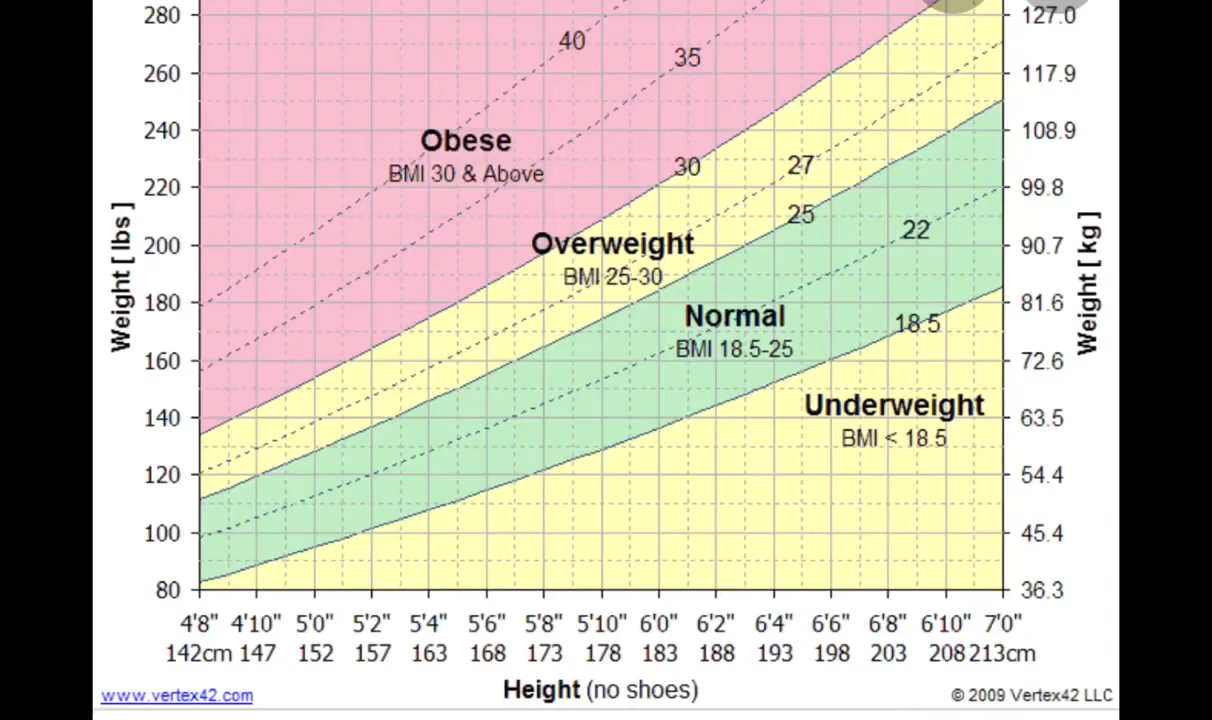 280 127.0
40
35
260 117.9
240 108.9
Obese
BMI 30 & Above
30
27
220 99.8
25
22
200 90.7
Overweight
BMI 25-30
180 81.6
Normal
18.5
BMI 18.5-25
160 72.6
Underweight
140 63.5
BMI < 18.5
120 54.4
100 45.4
80 36.3
Weight [ lbs ]
Weight [ kg ]
4'8" 4'10" 5'0" 5'2" 5'4" 5'6" 5'8" 5'10" 6'0" 6'2" 6'4" 6'6" 6'8" 6'10" 7'0"
142cm 147 152 157 163 168 173 178 183 188 193 198 203 208 213cm
Height (no shoes)
www.vertex42.com © 2009 Vertex42 LLC